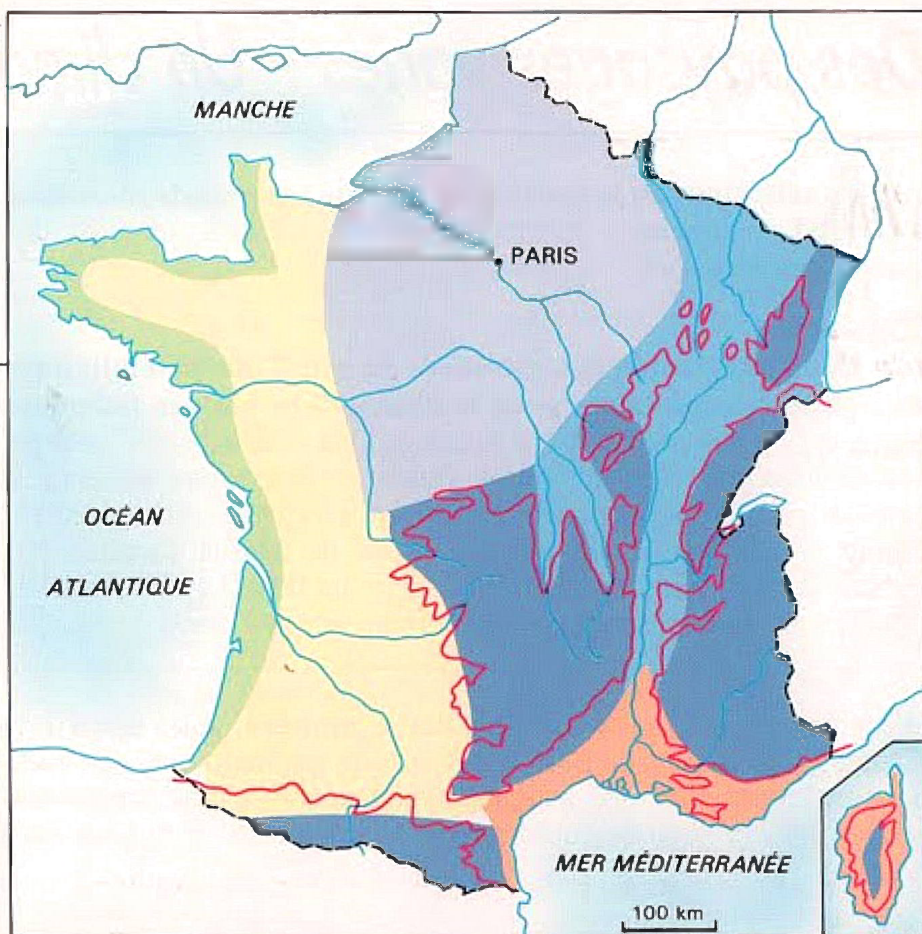 MANCHE
PARIS
OCÉAN
ATLANTIQUE
MER MÉDITERRANÉE
100 km